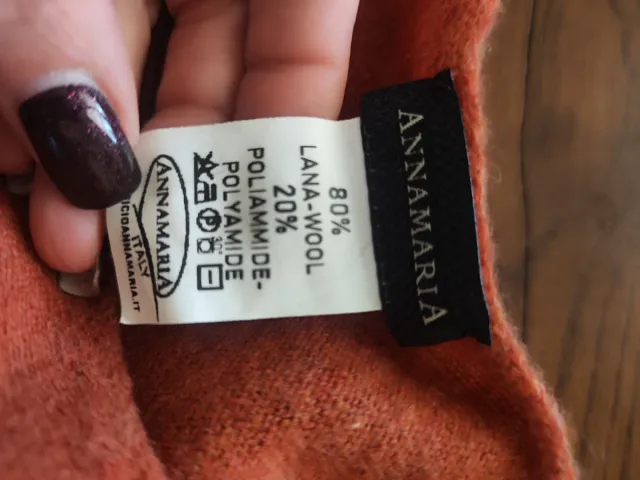 ANNAMARIA
80%
LANA-WOOL
20%
POLIAMMIDE-
POLYAMIDE
30°
ANNAMARIA
ITALY